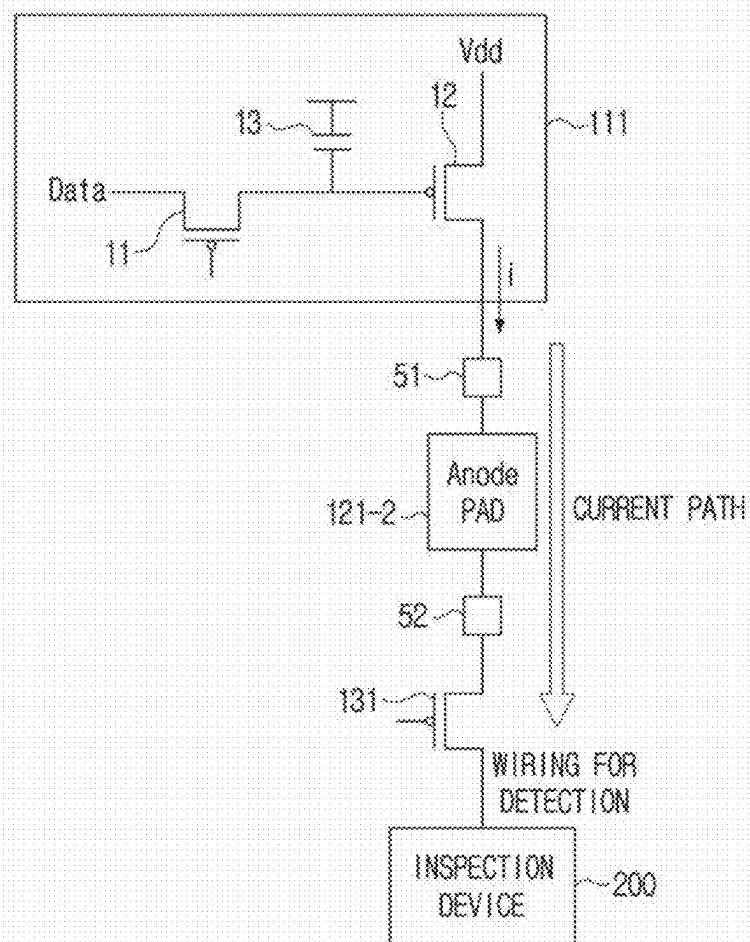 Vdd
12
13
111
Data
11
i
51
Anode
PAD
121-2
CURRENT PATH
52
131
WIRING FOR
DETECTION
INSPECTION
DEVICE
200